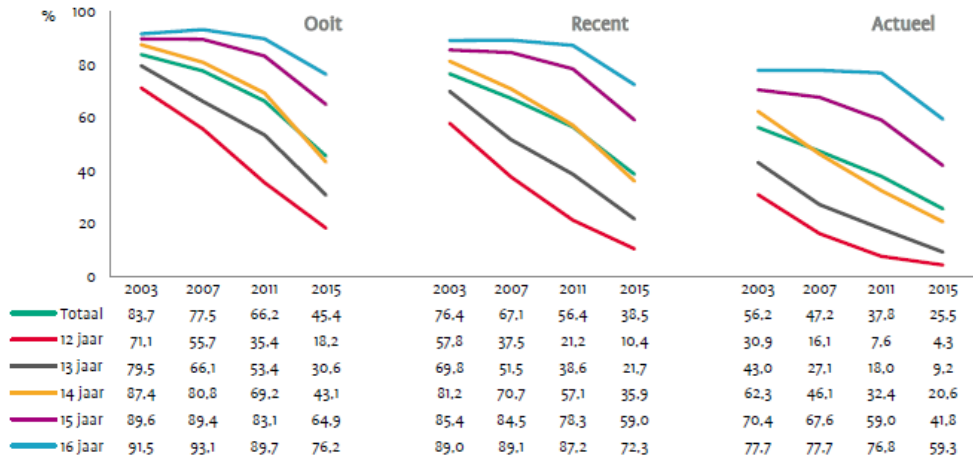 % 100 Ooit Recent Actueel
80
60
40
20
0
2003 2007 2011 2015 2003 2007 2011 2015 2003 2007 2011 2015
Totaal 83,7 77,5 66,2 45,4 76,4 67,1 56,4 38,5 56,2 47,2 37,8 25,5
12 jaar 71,1 55,7 35,4 18,2 57,8 37,5 21,2 10,4 30,9 16,1 7,6 4,3
13 jaar 79,5 66,1 53,4 30,6 69,8 51,5 38,6 21,7 43,0 27,1 18,0 9,2
14 jaar 87,4 80,8 69,2 43,1 81,2 70,7 57,1 35,9 62,3 46,1 32,4 20,6
15 jaar 89,6 89,4 83,1 64,9 85,4 84,5 78,3 59,0 70,4 67,6 59,0 41,8
16 jaar 91,5 93,1 89,7 76,2 89,0 89,1 87,2 72,3 77,7 77,7 76,8 59,3